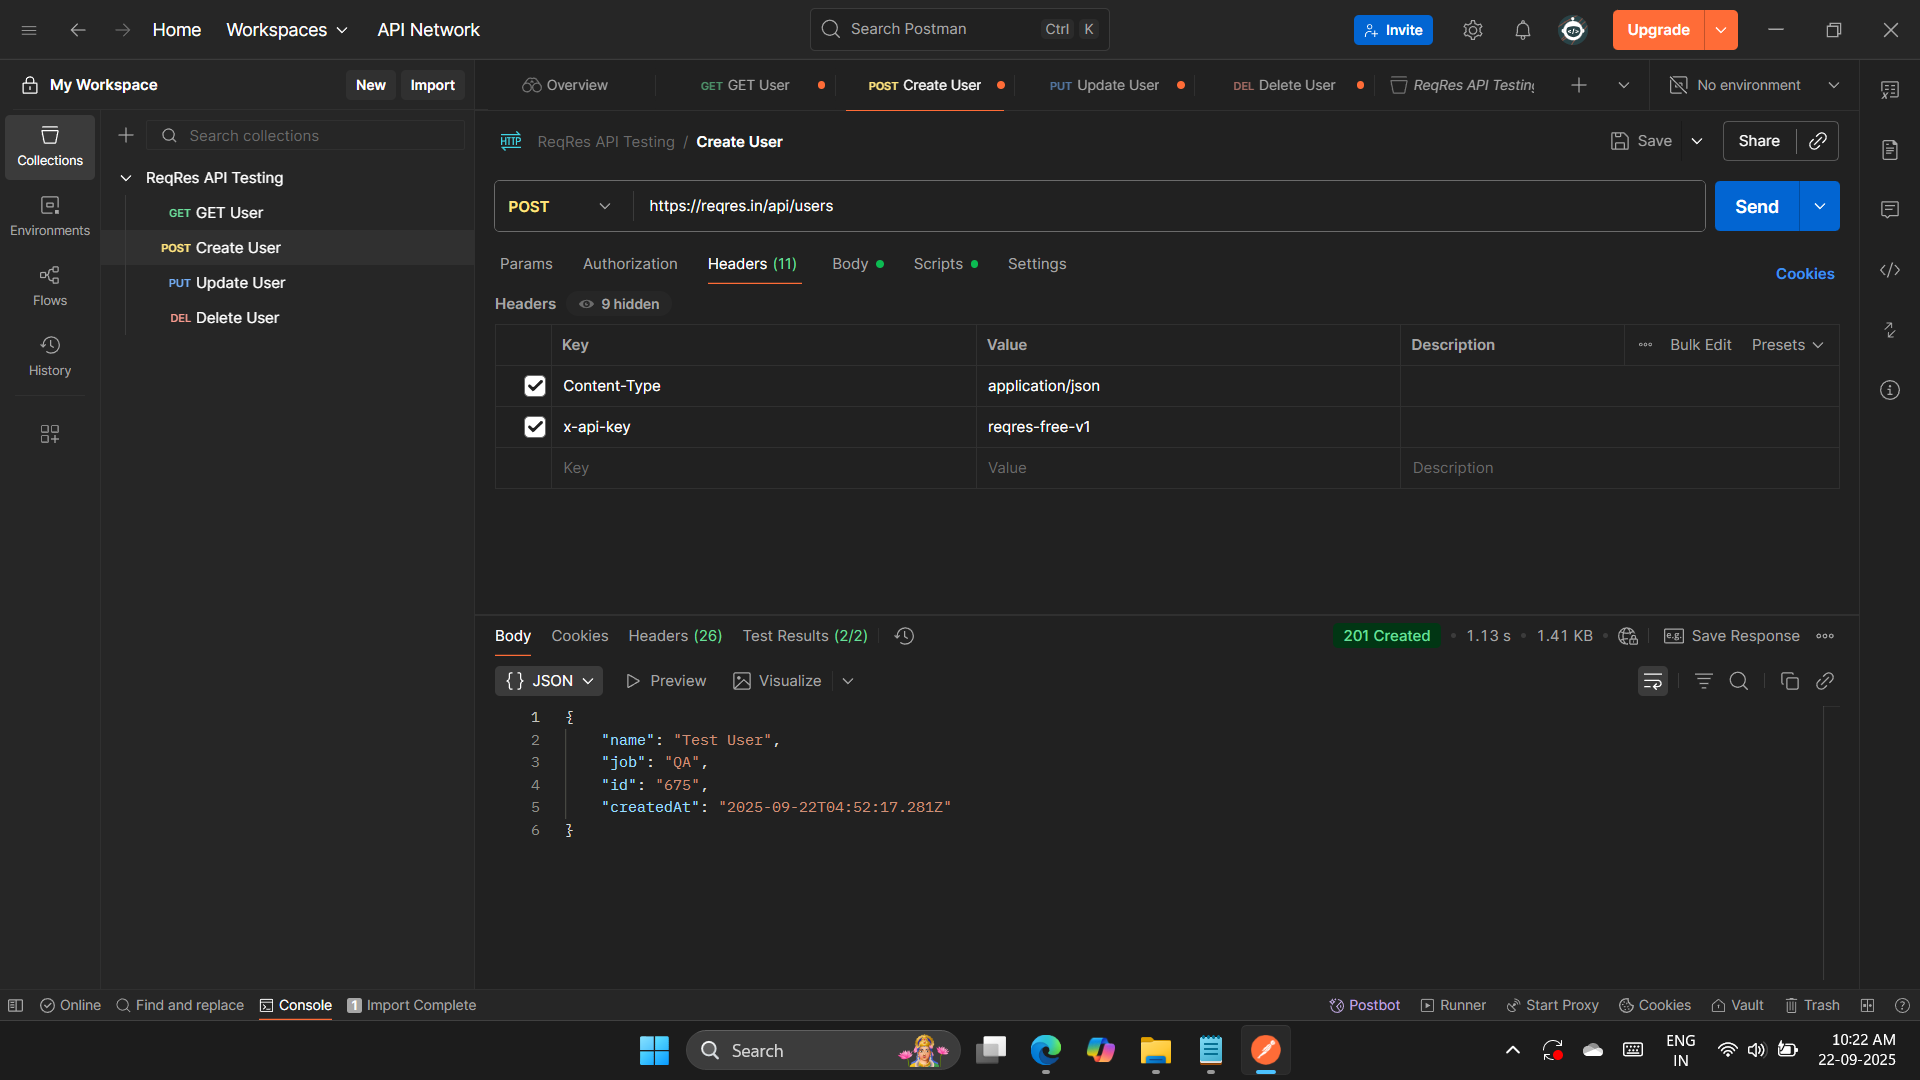 Home Workspaces API Network Search Postman Ctrl K Invite Upgrade
My Workspace New Import Overview GET GET User POST Create User PUT Update User DEL Delete User ReqRes API Testing No environment
Collections
Environments
Flows
History
Search collections
ReqRes API Testing
GET GET User
POST Create User
PUT Update User
DEL Delete User
HTTP ReqRes API Testing / Create User Save Share
POST https://reqres.in/api/users Send
Params Authorization Headers (11) Body Scripts Settings Cookies
Headers 9 hidden
Key Value Description Bulk Edit Presets
Content-Type application/json
x-api-key reqres-free-v1
Key Value Description
Body Cookies Headers (26) Test Results (2/2) 201 Created 1.13 s 1.41 KB e.g. Save Response
{} JSON Preview Visualize
1 {
2 "name": "Test User",
3 "job": "QA",
4 "id": "675",
5 "createdAt": "2025-09-22T04:52:17.281Z"
6 }
Online Find and replace Console 1 Import Complete Postbot Runner Start Proxy Cookies Vault Trash
Search ENG 10:22 AM
IN 22-09-2025